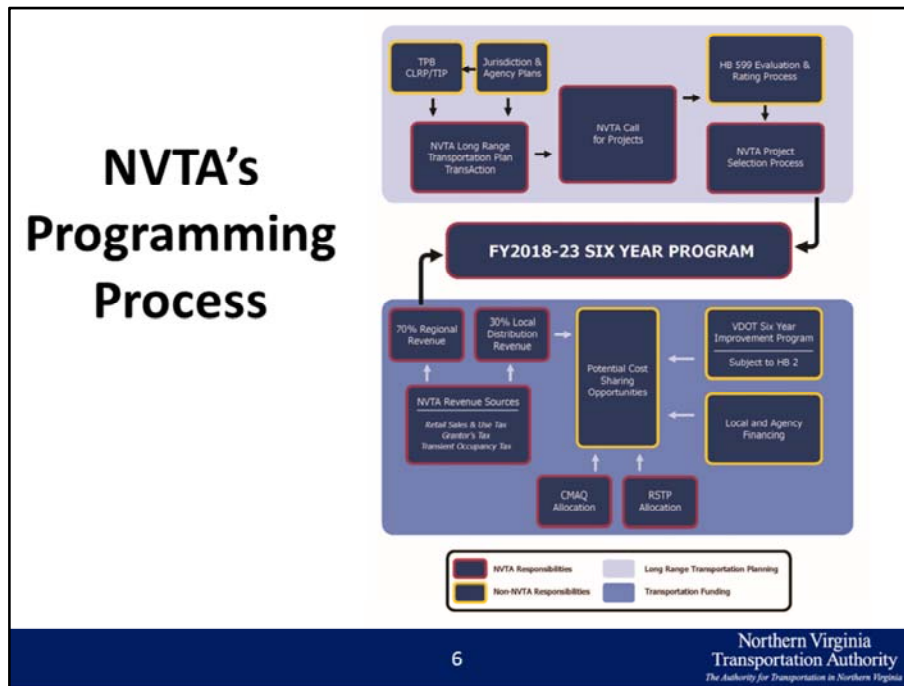 NVTA's
Programming
Process
TPB
CLRP/TIP
Jurisdiction &
Agency Plans
NVTA Long Range
Transportation Plan
TransAction
NVTA Call
for Projects
HB 599 Evaluation &
Rating Process
NVTA Project
Selection Process
FY2018-23 SIX YEAR PROGRAM
70% Regional
Revenue
30% Local
Distribution
Revenue
NVTA Revenue Sources
Retail Sales & Use Tax
Grantor's Tax
Transient Occupancy Tax
Potential Cost
Sharing
Opportunities
VDOT Six Year
Improvement Program
Subject to HB 2
Local and Agency
Financing
CMAQ
Allocation
RSTP
Allocation
NVTA Responsibilities
Long Range Transportation Planning
Non-NVTA Responsibilities
Transportation Funding
6
Northern Virginia
Transportation Authority
The Authority for Transportation in Northern Virginia